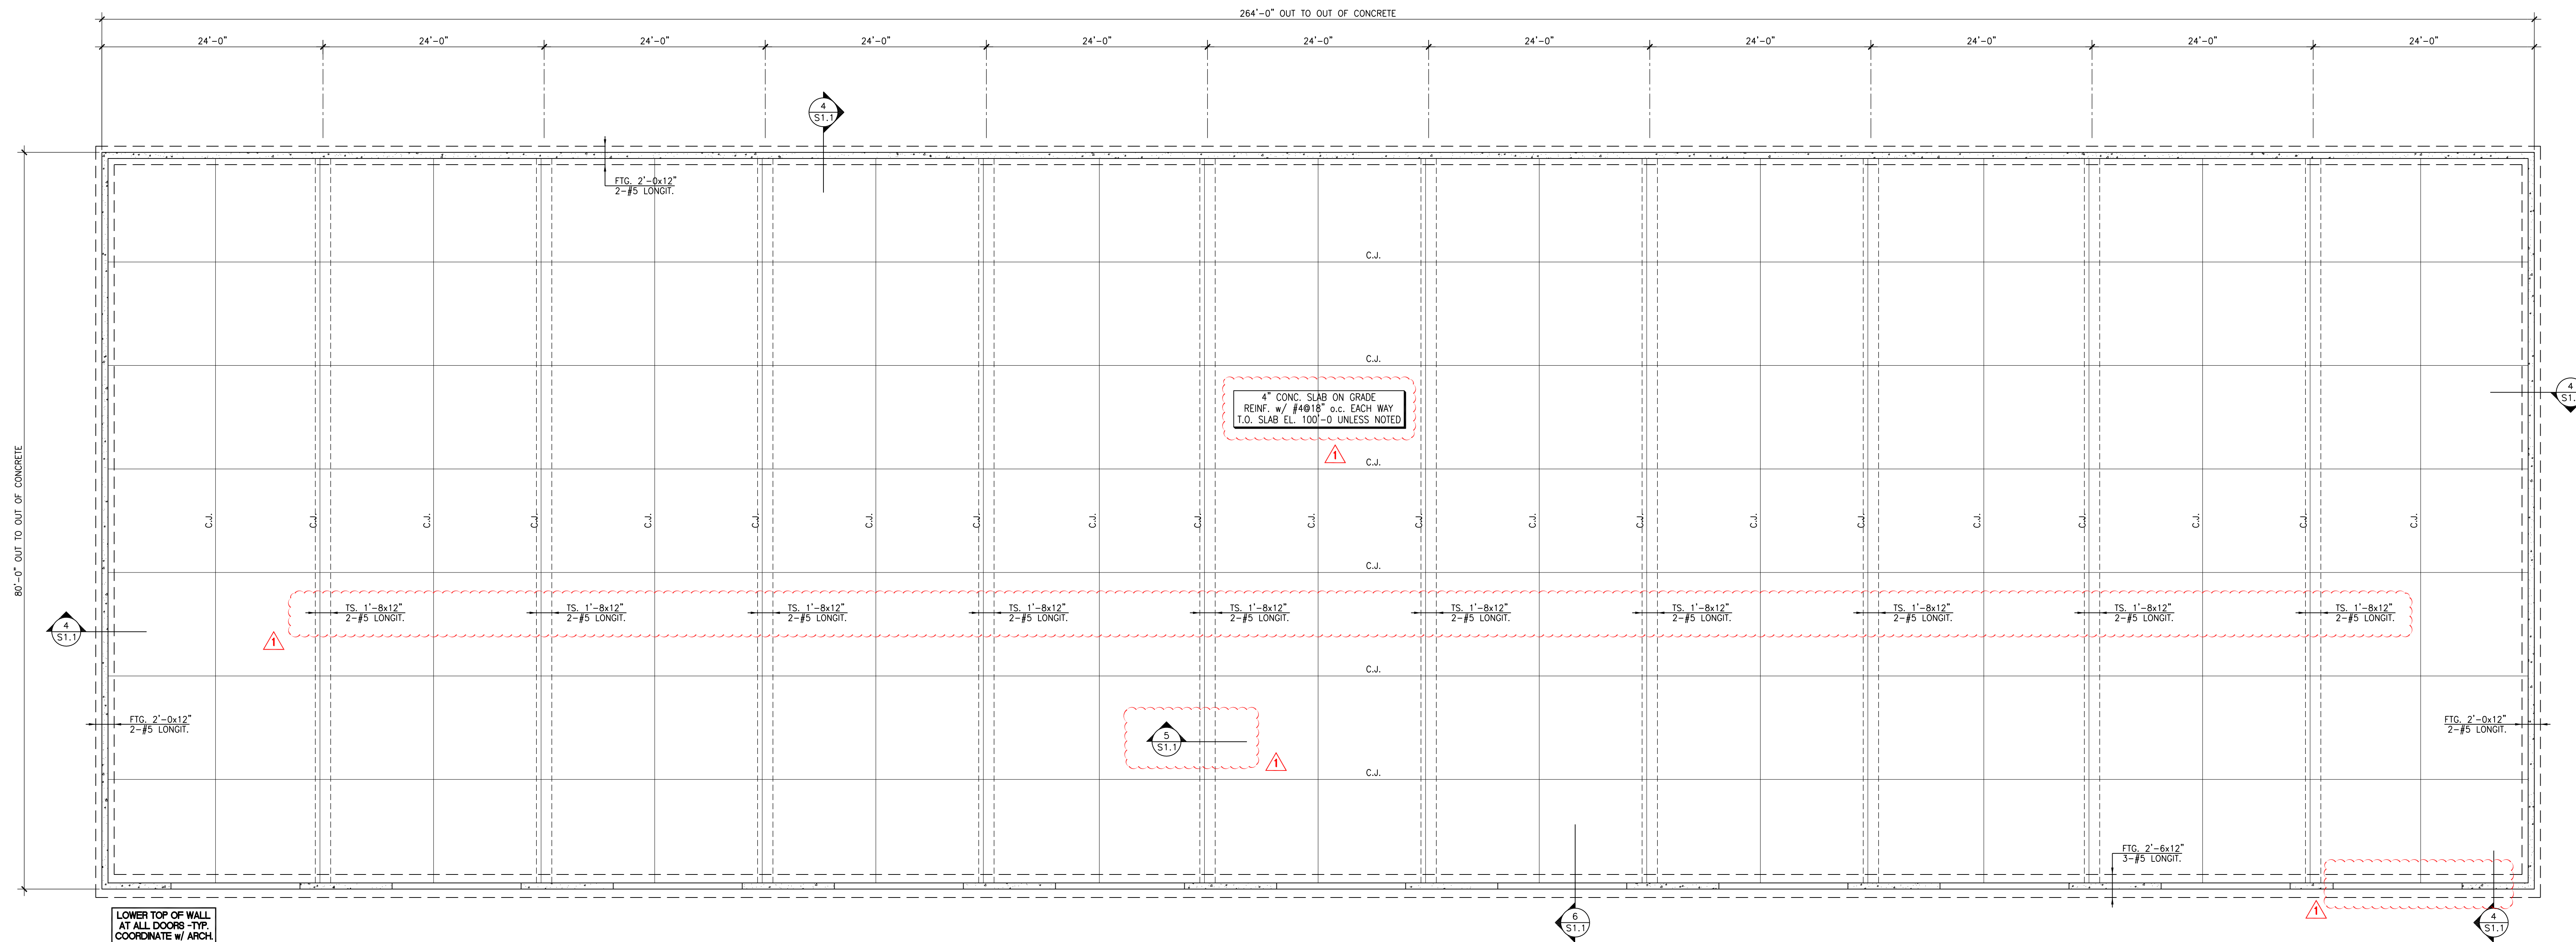 264'-0" OUT TO OUT OF CONCRETE
24'-0" 24'-0" 24'-0" 24'-0" 24'-0" 24'-0" 24'-0" 24'-0" 24'-0" 24'-0" 24'-0"
4
S1.1
FTG. 2'-0x12"
2-#5 LONGIT.
C.J.
C.J.
4" CONC. SLAB ON GRADE
REINF. w/ #4@18" o.c. EACH WAY
T.O. SLAB EL. 100'-0 UNLESS NOTED
1
4
C.J.
80'-0" OUT TO OUT OF CONCRETE
C.J. C.J. C.J. C.J. C.J. C.J. C.J. C.J. C.J. C.J. C.J. C.J. C.J. C.J. C.J. C.J. C.J. C.J. C.J. C.J. C.J.
C.J.
TS. 1'-8x12"
2-#5 LONGIT.
TS. 1'-8x12"
2-#5 LONGIT.
TS. 1'-8x12"
2-#5 LONGIT.
TS. 1'-8x12"
2-#5 LONGIT.
TS. 1'-8x12"
2-#5 LONGIT.
TS. 1'-8x12"
2-#5 LONGIT.
TS. 1'-8x12"
2-#5 LONGIT.
TS. 1'-8x12"
2-#5 LONGIT.
TS. 1'-8x12"
2-#5 LONGIT.
TS. 1'-8x12"
2-#5 LONGIT.
4
S1.1
1
C.J.
FTG. 2'-0x12"
2-#5 LONGIT.
5
S1.1
1
FTG. 2'-0x12"
2-#5 LONGIT.
C.J.
FTG. 2'-6x12"
3-#5 LONGIT.
1
LOWER TOP OF WALL
AT ALL DOORS -TYP.
COORDINATE w/ ARCH.
6
S1.1
4
S1.1